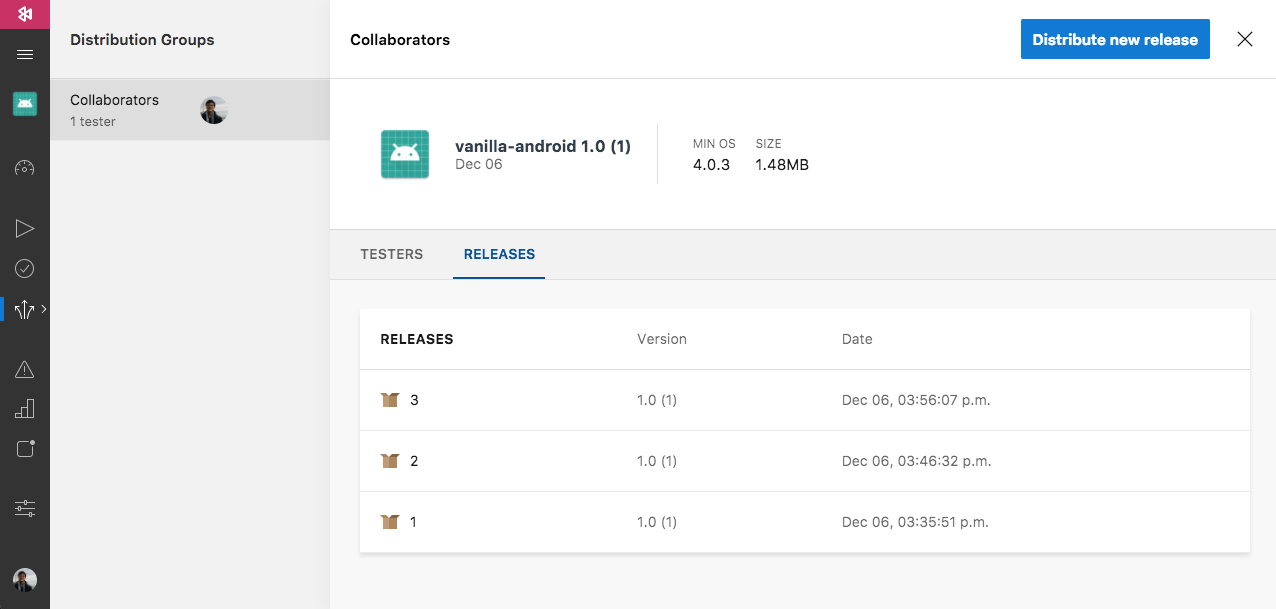 Distribution Groups
Collaborators
1 tester
Collaborators
Distribute new release
vanilla-android 1.0 (1)
Dec 06
MIN OS
4.0.3
SIZE
1.48MB
TESTERS
RELEASES
RELEASES Version Date
3 1.0 (1) Dec 06, 03:56:07 p.m.
2 1.0 (1) Dec 06, 03:46:32 p.m.
1 1.0 (1) Dec 06, 03:35:51 p.m.